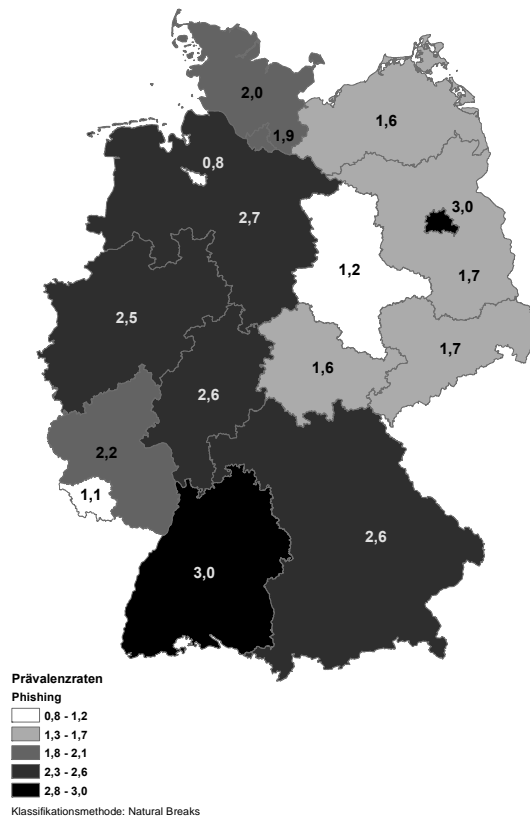 2,0
1,9
1,6
0,8
3,0
2,7
1,2
1,7
2,5
1,7
1,6
2,6
2,2
1,1
2,6
3,0
Prävalenzraten
Phishing
0,8 - 1,2
1,3 - 1,7
1,8 - 2,1
2,3 - 2,6
2,8 - 3,0
Klassifikationsmethode: Natural Breaks